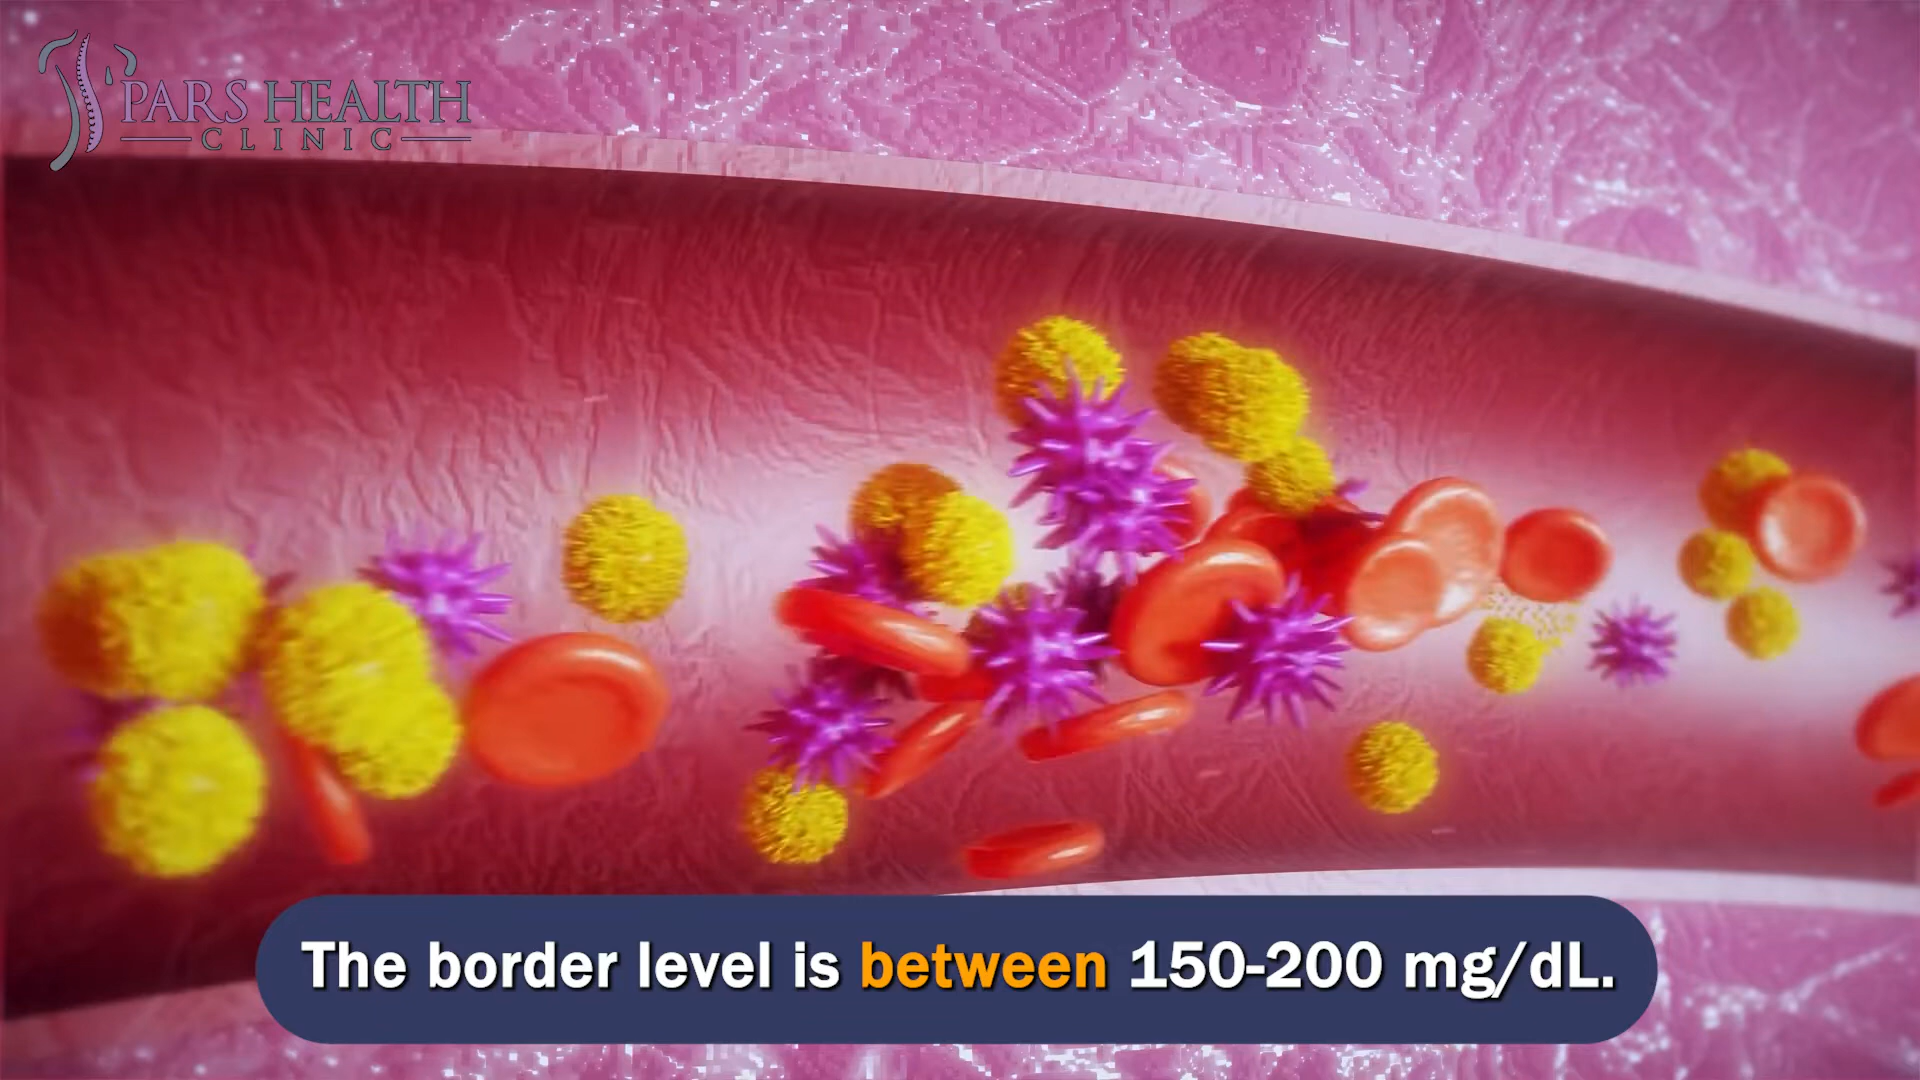 PARS HEALTH
CLINIC
The border level is between 150-200 mg/dL.